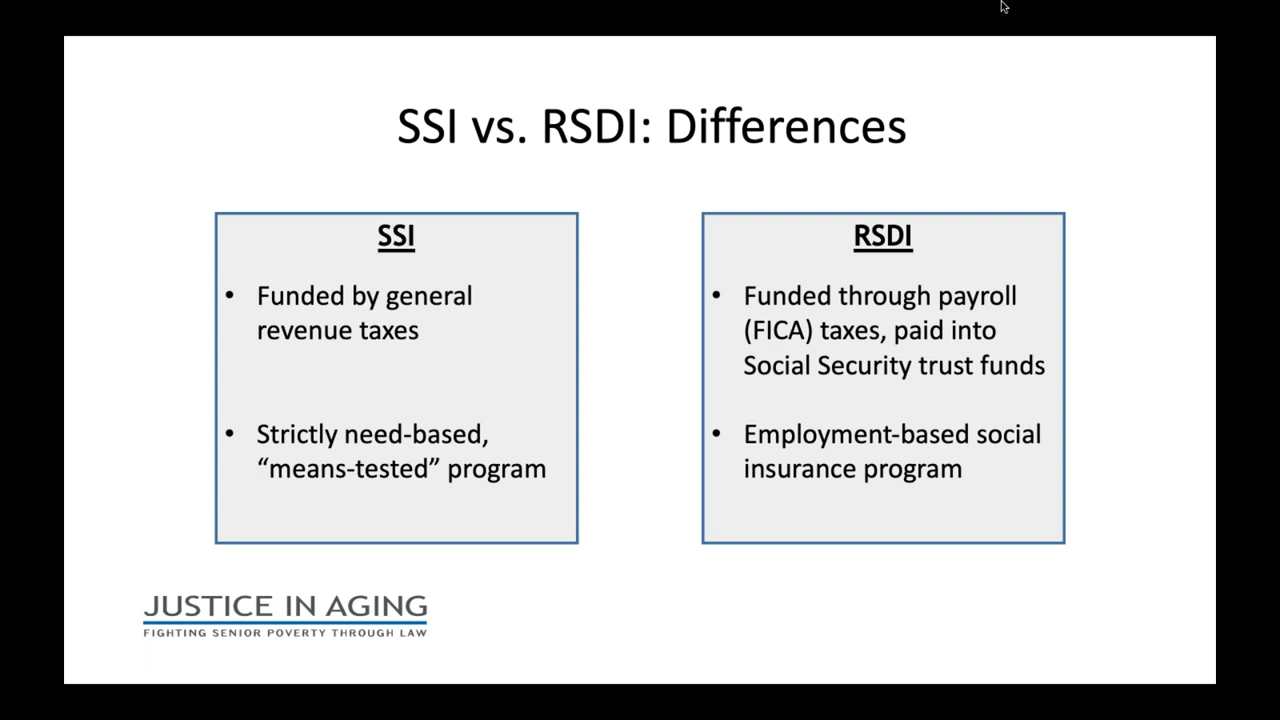 SSI vs. RSDI: Differences
SSI
• Funded by general
revenue taxes
• Strictly need-based,
“means-tested” program
RSDI
• Funded through payroll
(FICA) taxes, paid into
Social Security trust funds
• Employment-based social
insurance program
JUSTICE IN AGING
FIGHTING SENIOR POVERTY THROUGH LAW